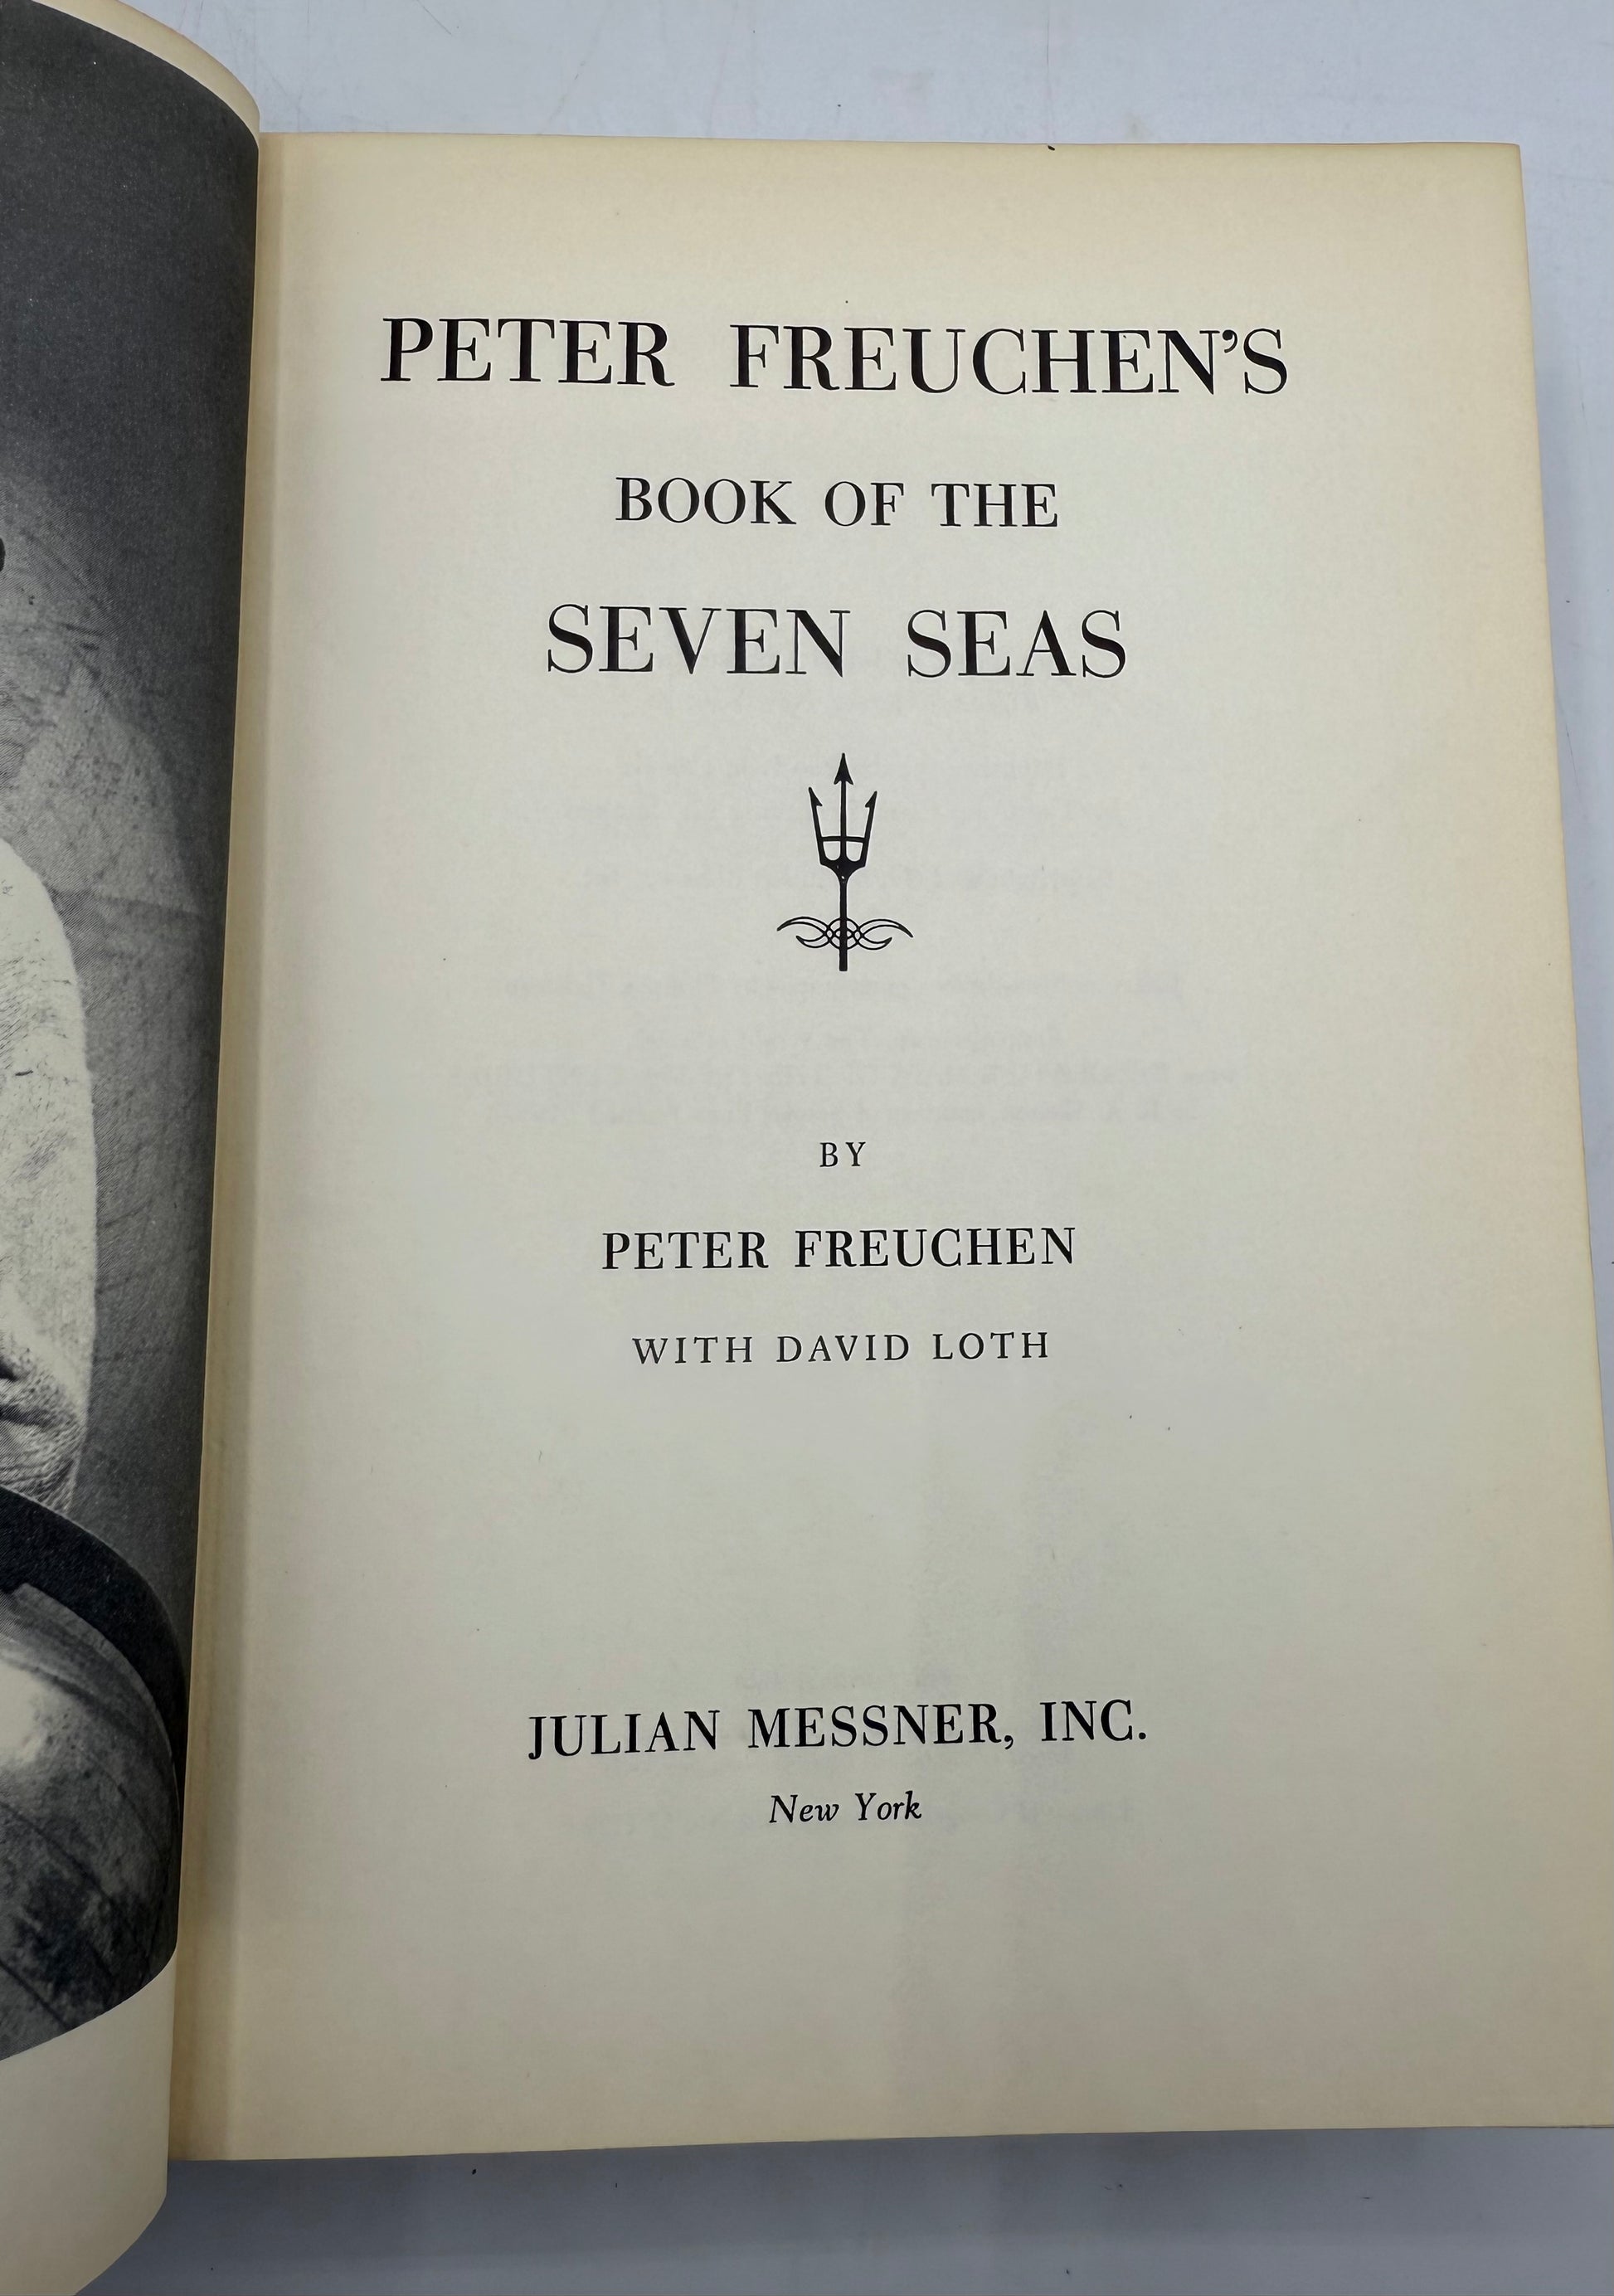 PETER FREUCHEN'S
BOOK OF THE
SEVEN SEAS
BY
PETER FREUCHEN
WITH DAVID LOTH
JULIAN MESSNER, INC.
New York